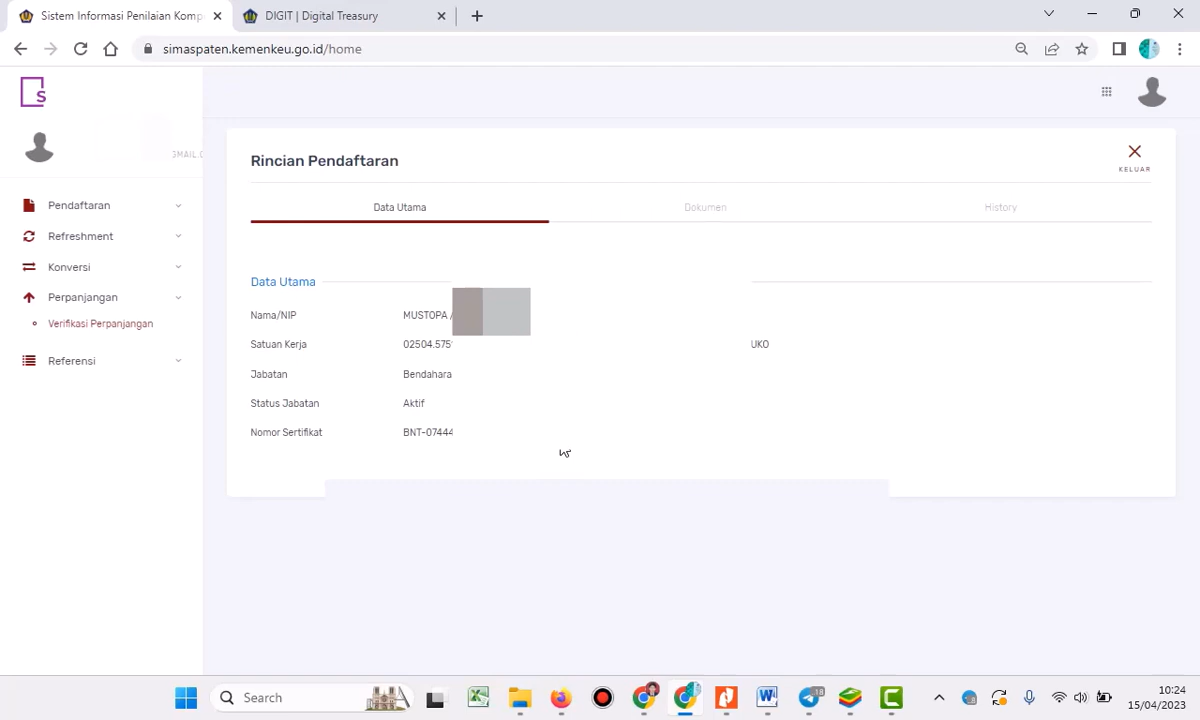 Sistem Informasi Penilaian Komp
DIGIT | Digital Treasury
simaspaten.kemenkeu.go.id/home
S
GMAIL.C
Pendaftaran
Refreshment
Konversi
Perpanjangan
Verifikasi Perpanjangan
Referensi
Rincian Pendaftaran
KELUAR
Data Utama
Dokumen
History
Data Utama
Nama/NIP MUSTOPA /
Satuan Kerja 02504.575 UKO
Jabatan Bendahara
Status Jabatan Aktif
Nomor Sertifikat BNT-07444
Search
18
10:24
15/04/2023